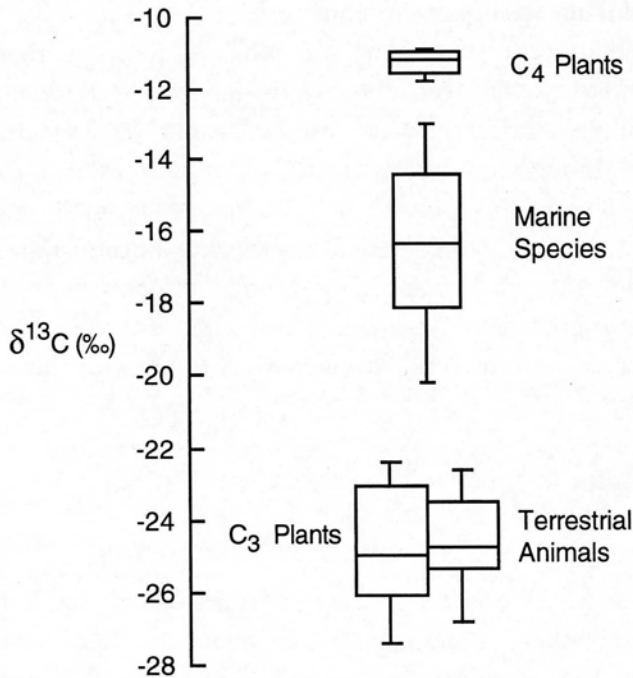 -10
-11
C4 Plants
-12
-14
Marine
-16
Species
-18
δ13C (‰)
-20
-22
-24
C3 Plants
Terrestrial
Animals
-26
-28